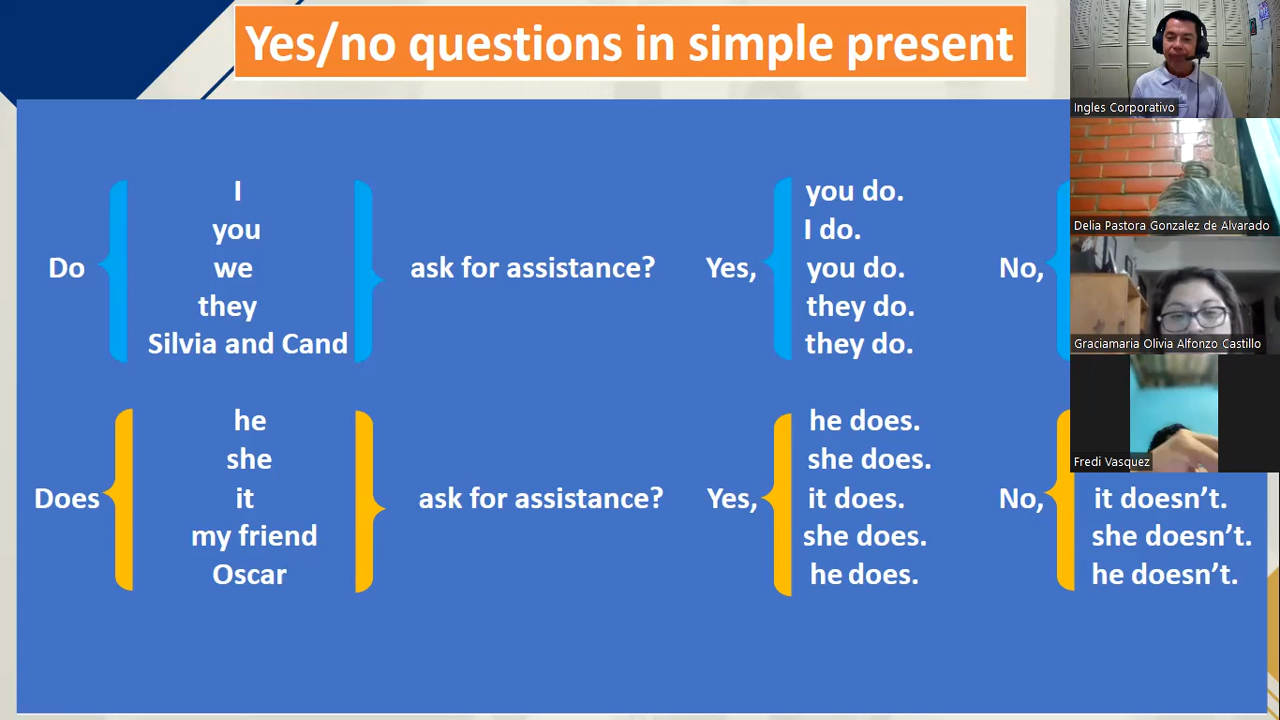 Yes/no questions in simple present
Do
I
you
we
they
Silvia and Cand
ask for assistance?
Yes,
you do.
I do.
you do.
they do.
they do.
No,
Does
he
she
it
my friend
Oscar
ask for assistance?
Yes,
he does.
she does.
it does.
she does.
he does.
No,
it doesn’t.
she doesn’t.
he doesn’t.
Ingles Corporativo
Delia Pastora Gonzalez de Alvarado
Graciamaria Olivia Alfonzo Castillo
Fredi Vasquez